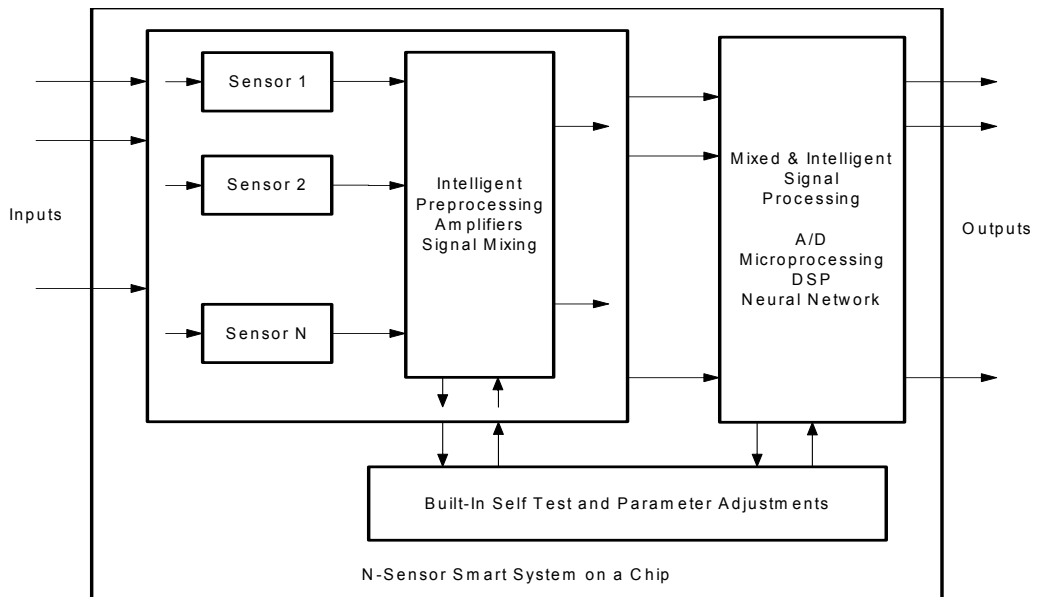 Inputs
Sensor 1
Sensor 2
Sensor N
Intelligent
Preprocessing
Amplifiers
Signal Mixing
Mixed & Intelligent
Signal
Processing
A/D
Microprocessing
DSP
Neural Network
Outputs
Built-In Self Test and Parameter Adjustments
N-Sensor Smart System on a Chip